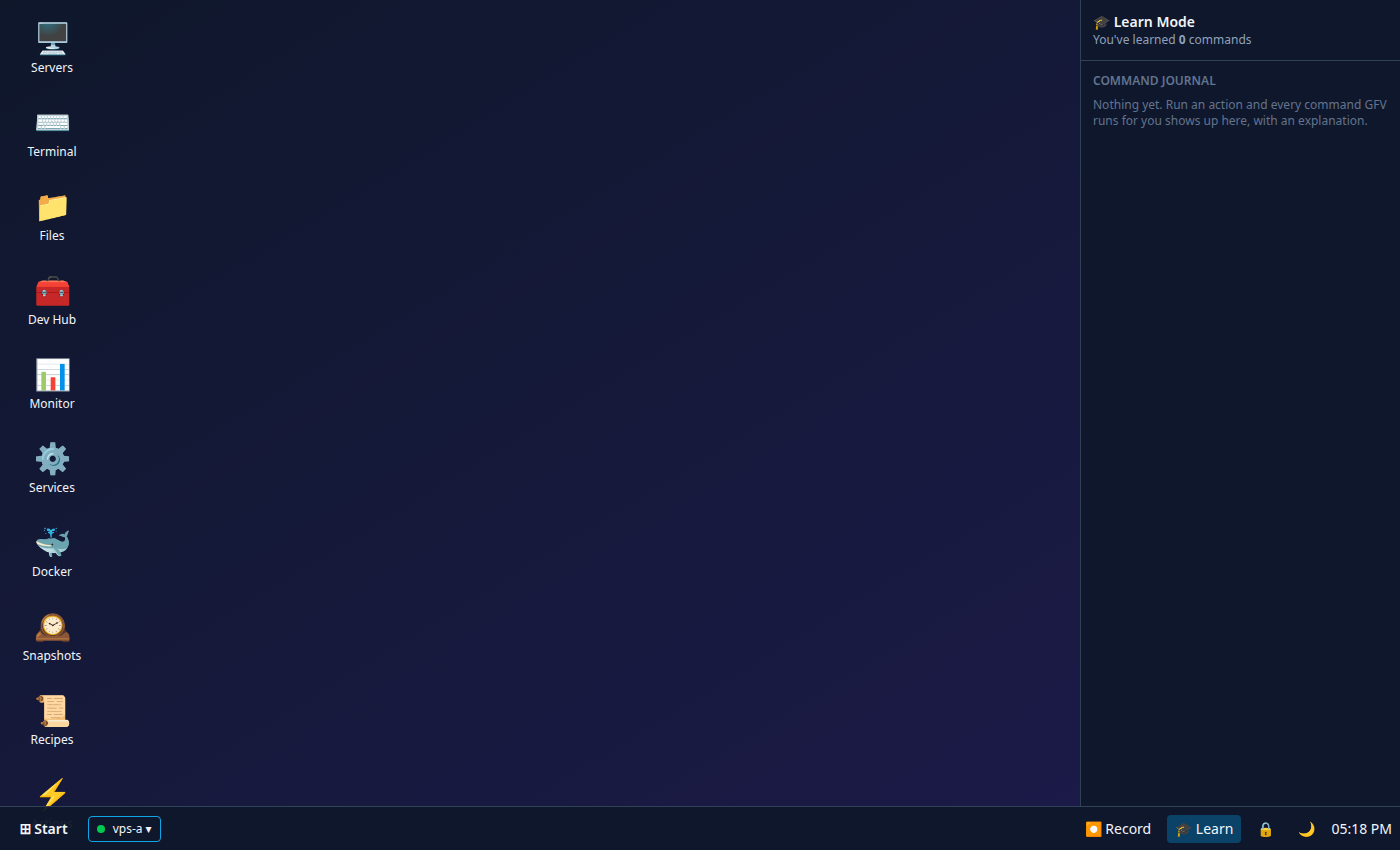 Servers
Terminal
Files
Dev Hub
Monitor
Services
Docker
Snapshots
Recipes
🎓 Learn Mode
You've learned 0 commands
COMMAND JOURNAL
Nothing yet. Run an action and every command GFV
runs for you shows up here, with an explanation.
Start
vps-a ▾
Record
Learn
05:18 PM